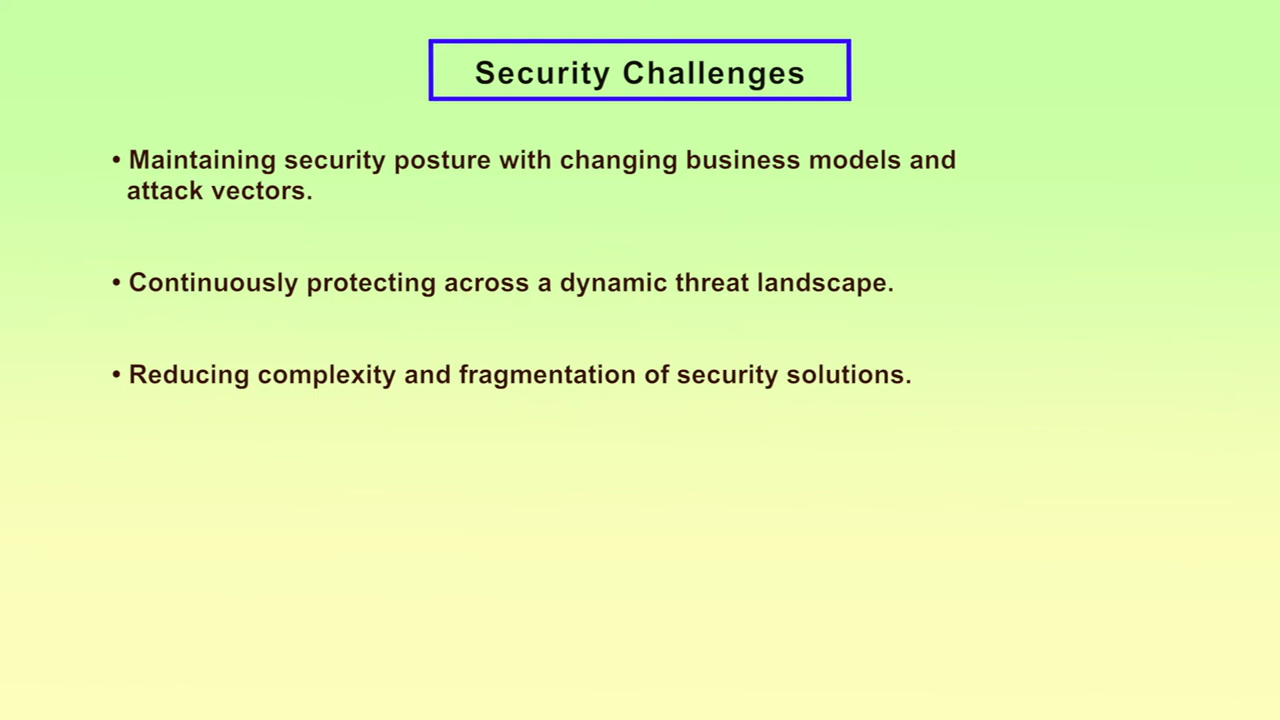 Security Challenges
• Maintaining security posture with changing business models and
attack vectors.
• Continuously protecting across a dynamic threat landscape.
• Reducing complexity and fragmentation of security solutions.